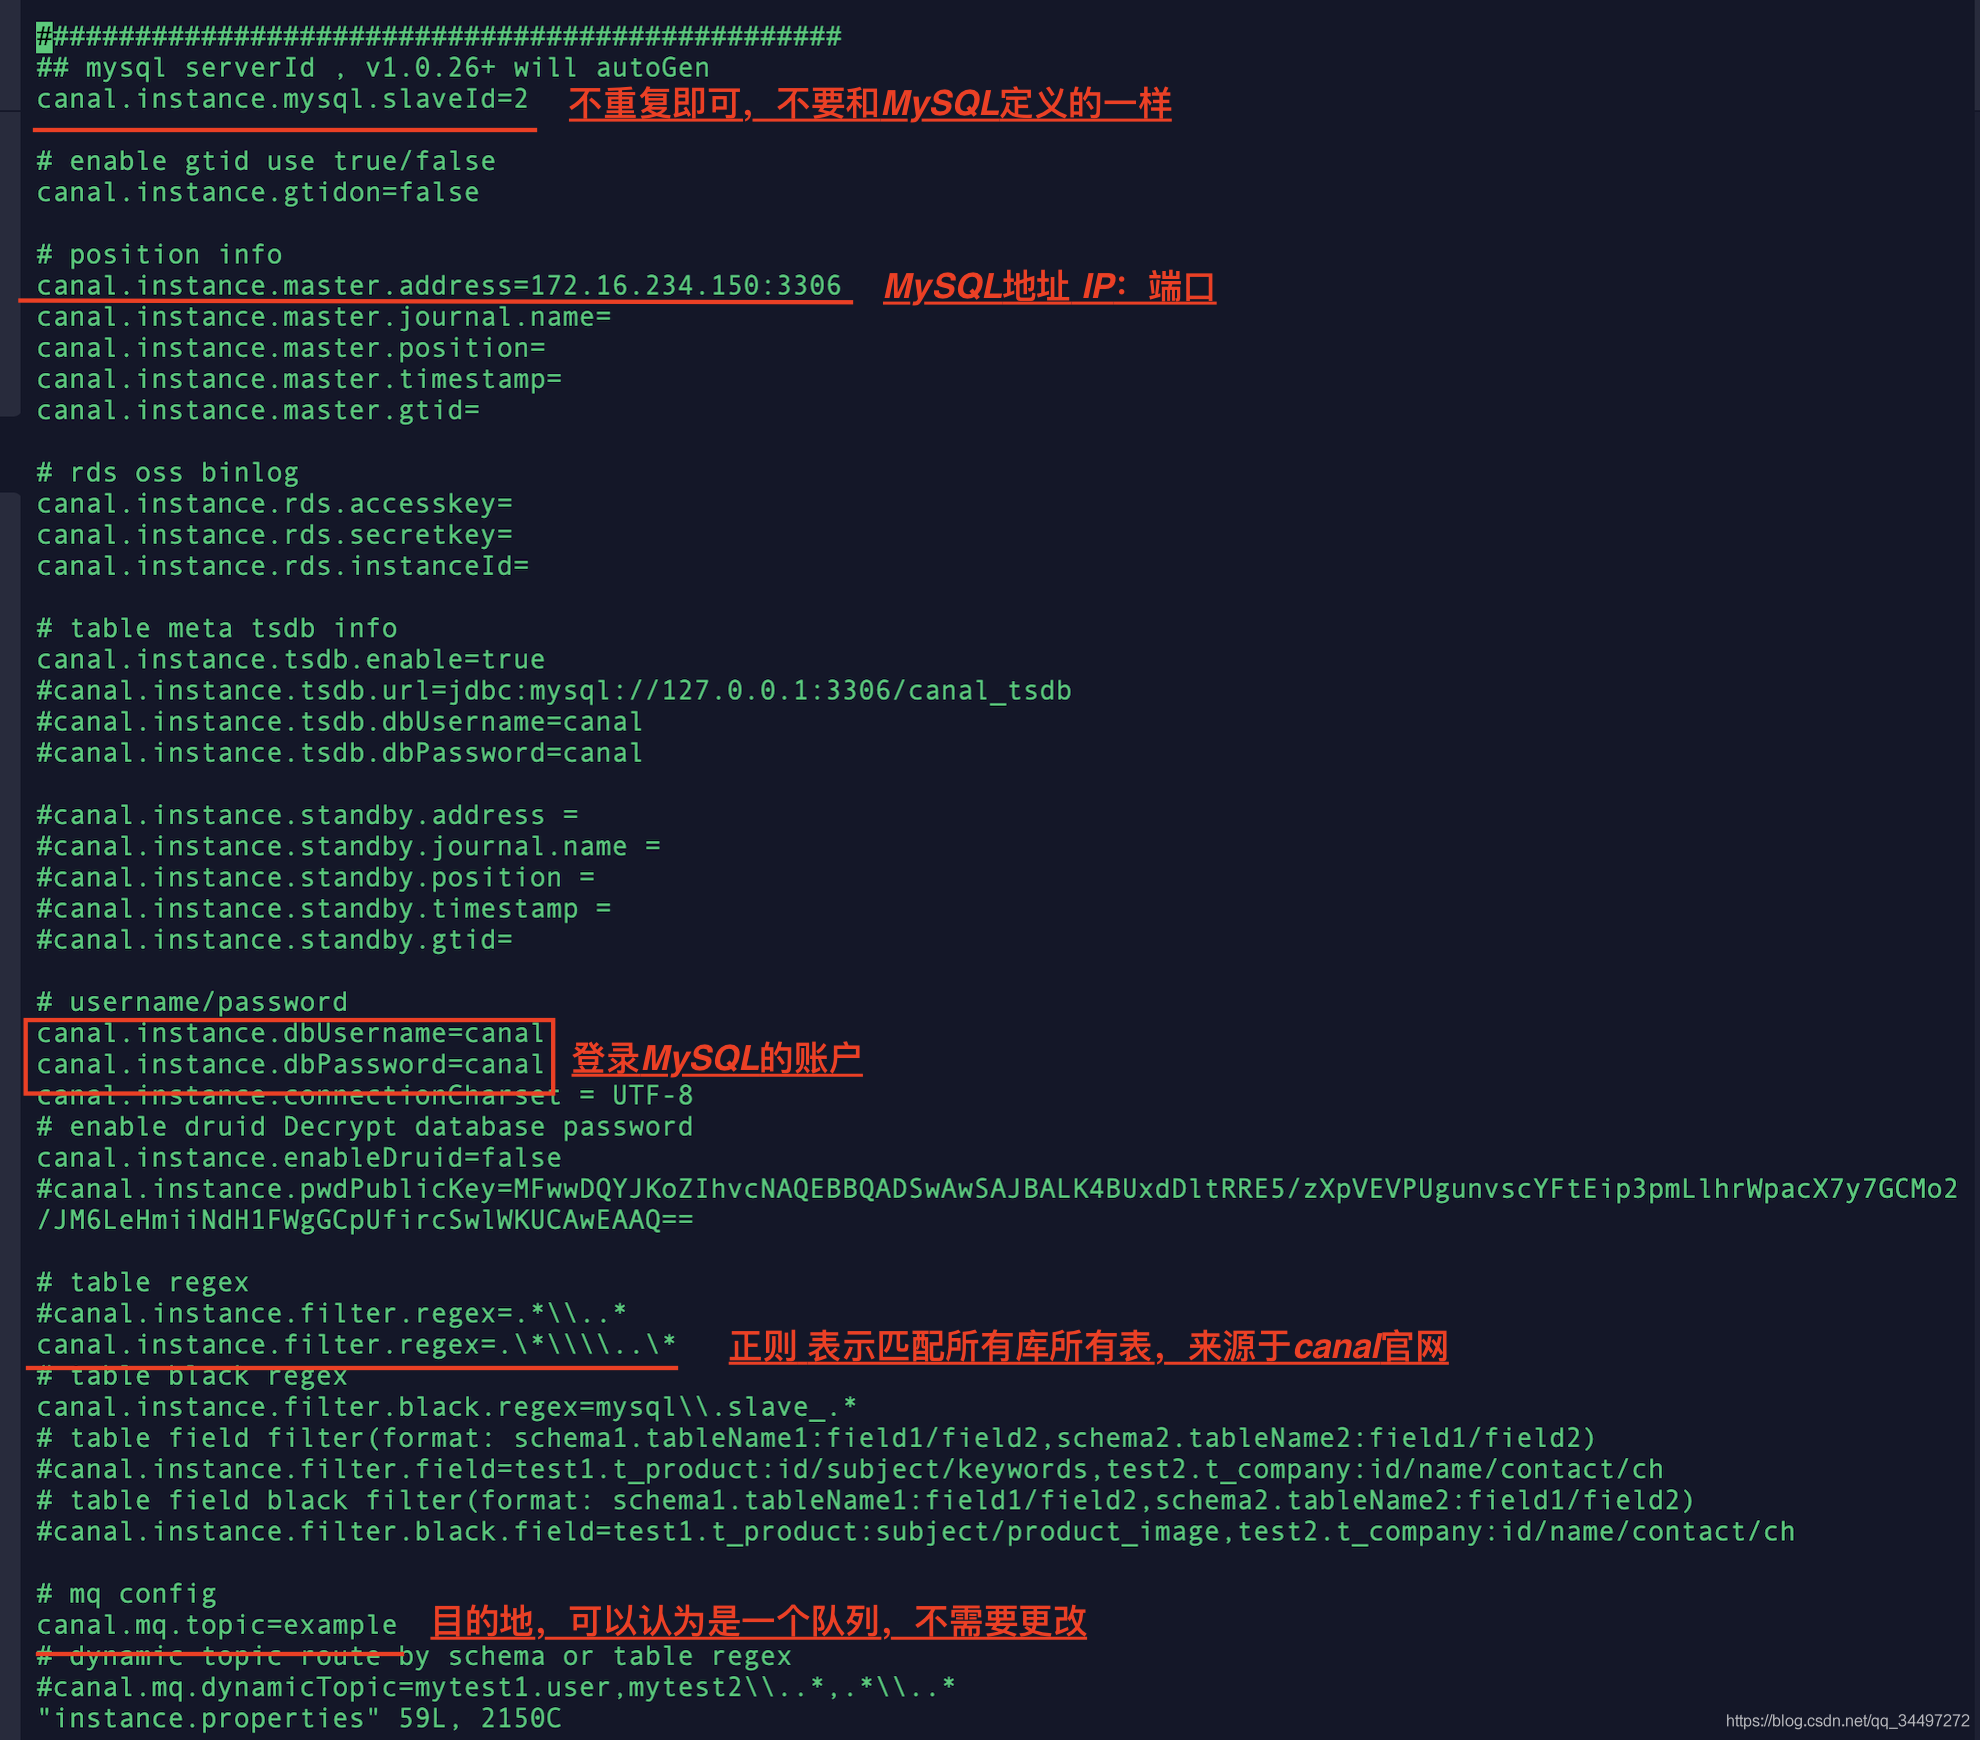 #################################################
## mysql serverId , v1.0.26+ will autoGen
canal.instance.mysql.slaveId=2 不重复即可，不要和MySQL定义的一样
# enable gtid use true/false
canal.instance.gtidon=false
# position info
canal.instance.master.address=172.16.234.150:3306 MySQL地址 IP：端口
canal.instance.master.journal.name=
canal.instance.master.position=
canal.instance.master.timestamp=
canal.instance.master.gtid=
# rds oss binlog
canal.instance.rds.accesskey=
canal.instance.rds.secretkey=
canal.instance.rds.instanceId=
# table meta tsdb info
canal.instance.tsdb.enable=true
#canal.instance.tsdb.url=jdbc:mysql://127.0.0.1:3306/canal_tsdb
#canal.instance.tsdb.dbUsername=canal
#canal.instance.tsdb.dbPassword=canal
#canal.instance.standby.address =
#canal.instance.standby.journal.name =
#canal.instance.standby.position =
#canal.instance.standby.timestamp =
#canal.instance.standby.gtid=
# username/password
canal.instance.dbUsername=canal
canal.instance.dbPassword=canal 登录MySQL的账户
canal.instance.connectionCharset = UTF-8
# enable druid Decrypt database password
canal.instance.enableDruid=false
#canal.instance.pwdPublicKey=MFwwDQYJKoZIhvcNAQEBBQADSwAwSAJBALK4BUxdDltRRE5/zXpVEVPUgunvscYFtEip3pmLlhrWpacX7y7GCMo2
/JM6LeHmiiNdH1FWgGCpUfircSwlWKUCAwEAAQ==
# table regex
#canal.instance.filter.regex=.*\\..*
canal.instance.filter.regex=.\*\\\\..\* 正则 表示匹配所有库所有表，来源于canal官网
# table black regex
canal.instance.filter.black.regex=mysql\\.slave_.*
# table field filter(format: schema1.tableName1:field1/field2,schema2.tableName2:field1/field2)
#canal.instance.filter.field=test1.t_product:id/subject/keywords,test2.t_company:id/name/contact/ch
# table field black filter(format: schema1.tableName1:field1/field2,schema2.tableName2:field1/field2)
#canal.instance.filter.black.field=test1.t_product:subject/product_image,test2.t_company:id/name/contact/ch
# mq config
canal.mq.topic=example 目的地，可以认为是一个队列，不需要更改
# dynamic topic route by schema or table regex
#canal.mq.dynamicTopic=mytest1.user,mytest2\\..*,.*\\..*
"instance.properties" 59L, 2150C
https://blog.csdn.net/qq_34497272